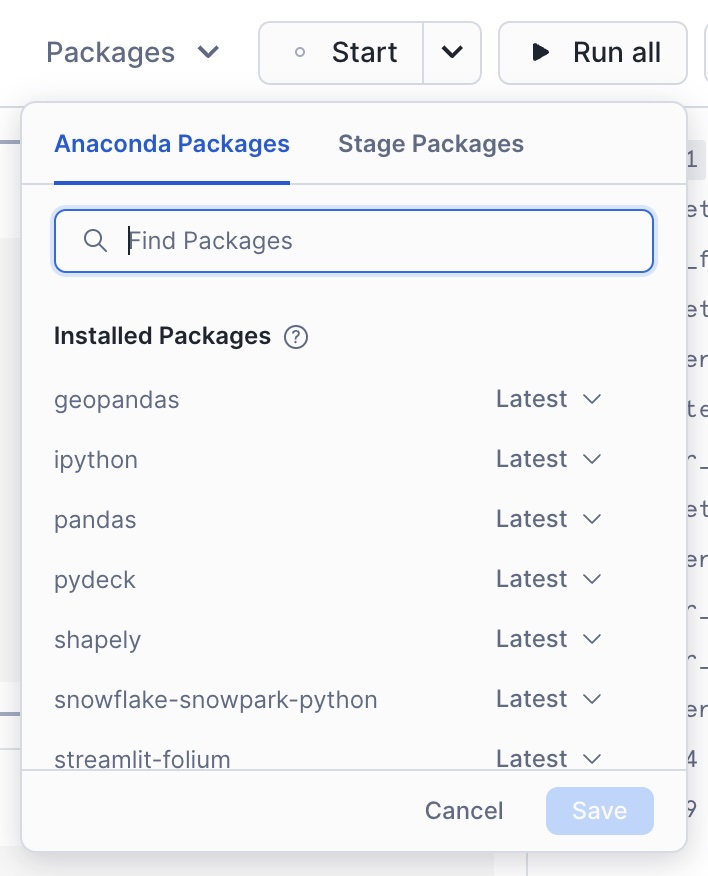 Packages Start Run all
Anaconda Packages Stage Packages
Find Packages
Installed Packages ?
geopandas Latest
ipython Latest
pandas Latest
pydeck Latest
shapely Latest
snowflake-snowpark-python Latest
streamlit-folium Latest
Cancel Save